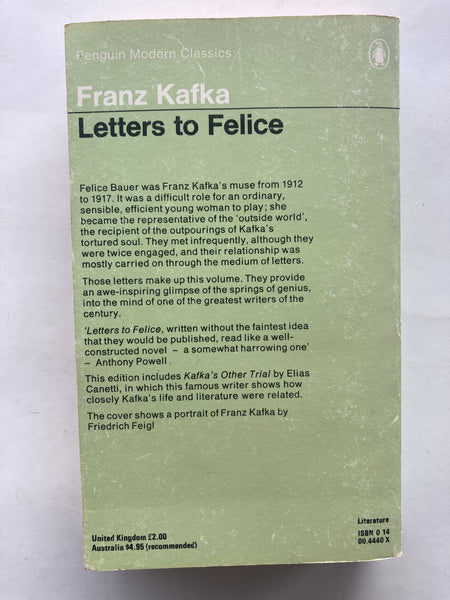 Penguin Modern Classics
Franz Kafka
Letters to Felice
Felice Bauer was Franz Kafka's muse from 1912
to 1917. It was a difficult role for an ordinary,
sensible, efficient young woman to play; she
became the representative of the 'outside world',
the recipient of the outpourings of Kafka's
tortured soul. They met infrequently, although they
were twice engaged, and their relationship was
mostly carried on through the medium of letters.
Those letters make up this volume. They provide
an awe-inspiring glimpse of the springs of genius,
into the mind of one of the greatest writers of the
century.
'Letters to Felice, written without the faintest idea
that they would be published, read like a well-
constructed novel – a somewhat harrowing one'
– Anthony Powell.
This edition includes Kafka's Other Trial by Elias
Canetti, in which this famous writer shows how
closely Kafka's life and literature were related.
The cover shows a portrait of Franz Kafka by
Friedrich Feigl
United Kingdom £2.00
Australia $4.95 (recommended)
Literature
ISBN 0 14
00.4440 X